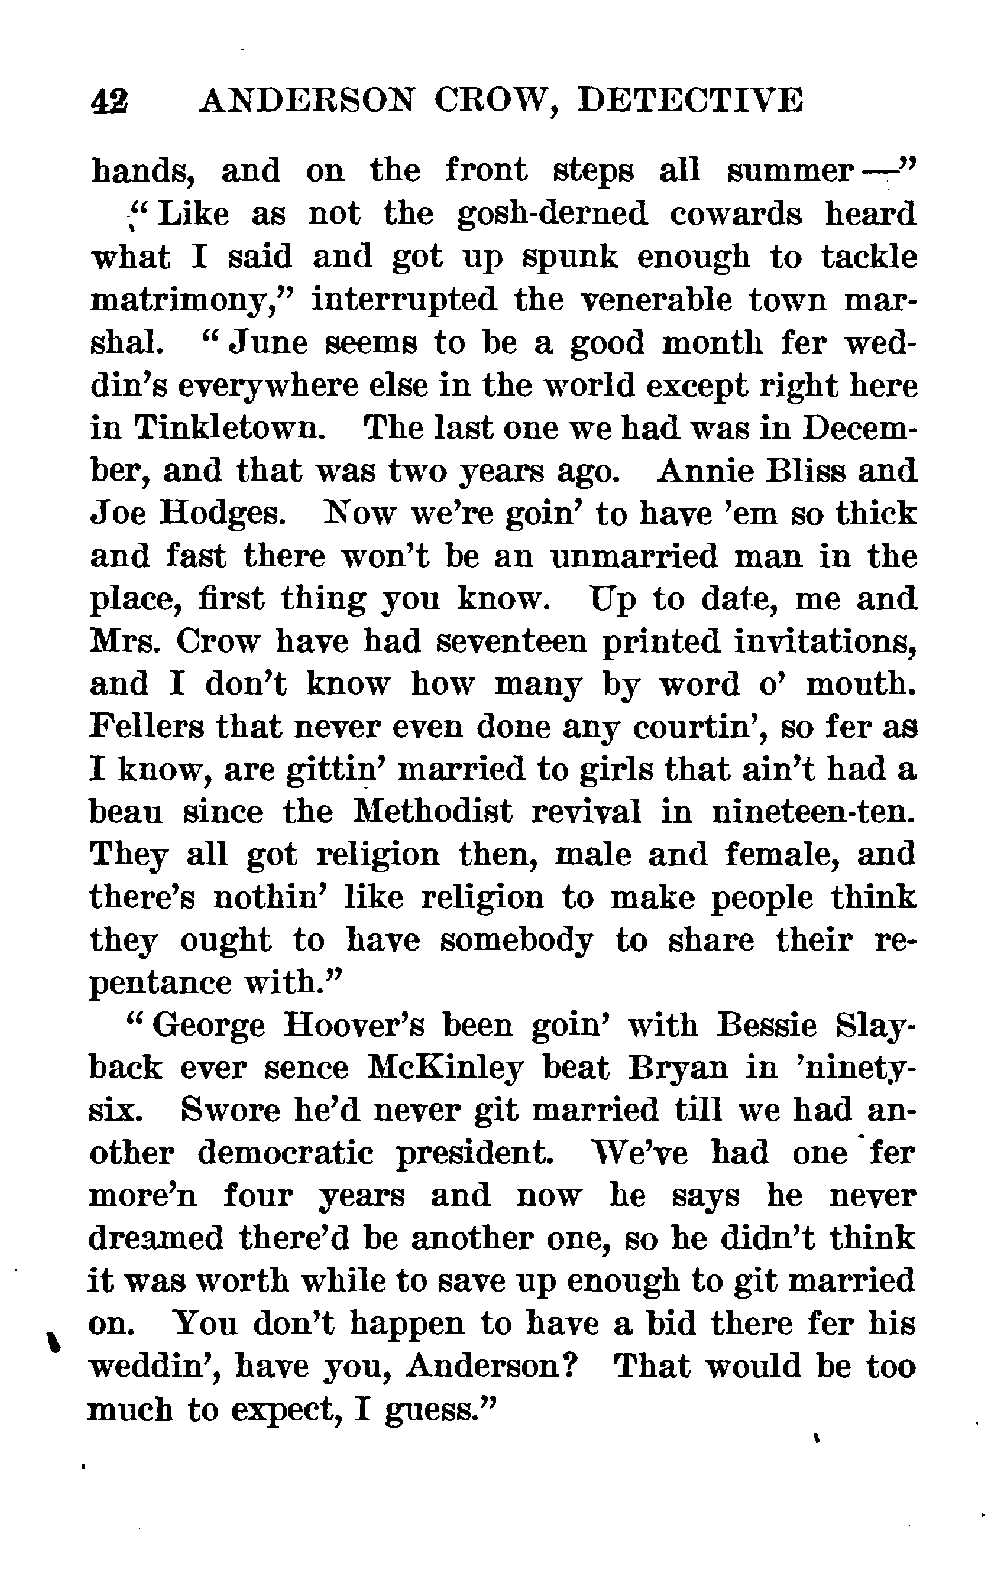 42 ANDERSON CROW, DETECTIVE
hands, and on the front steps all summer —"
"Like as not the gosh-derned cowards heard
what I said and got up spunk enough to tackle
matrimony," interrupted the venerable town mar-
shal. "June seems to be a good month fer wed-
din's everywhere else in the world except right here
in Tinkletown. The last one we had was in Decem-
ber, and that was two years ago. Annie Bliss and
Joe Hodges. Now we're goin' to have 'em so thick
and fast there won't be an unmarried man in the
place, first thing you know. Up to date, me and
Mrs. Crow have had seventeen printed invitations,
and I don't know how many by word o' mouth.
Fellers that never even done any courtin', so fer as
I know, are gittin' married to girls that ain't had a
beau since the Methodist revival in nineteen-ten.
They all got religion then, male and female, and
there's nothin' like religion to make people think
they ought to have somebody to share their re-
pentance with."
"George Hoover's been goin' with Bessie Slay-
back ever sence McKinley beat Bryan in 'ninety-
six. Swore he'd never git married till we had an-
other democratic president. We've had one fer
more'n four years and now he says he never
dreamed there'd be another one, so he didn't think
it was worth while to save up enough to git married
on. You don't happen to have a bid there fer his
weddin', have you, Anderson? That would be too
much to expect, I guess."